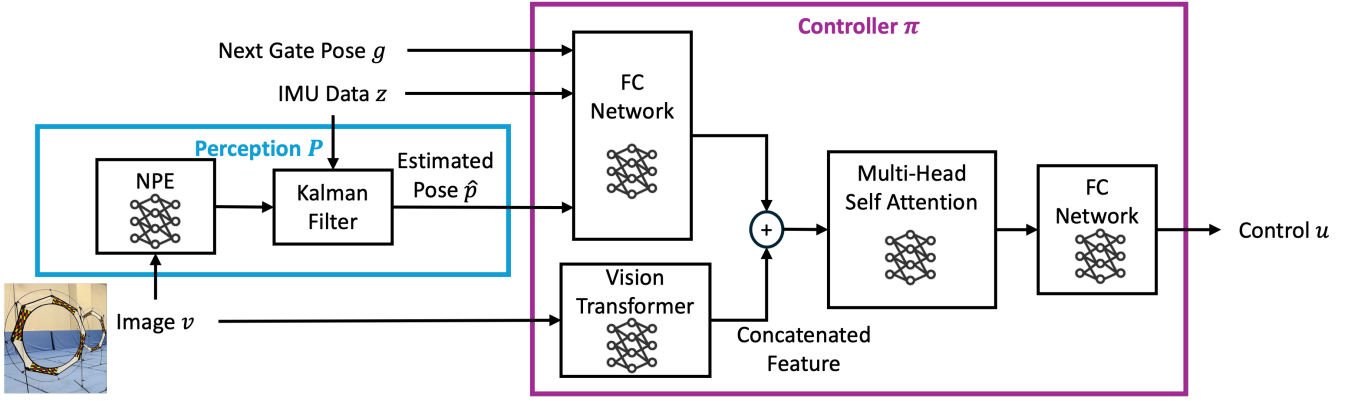 Controller π
Next Gate Pose g
IMU Data z
FC
Network
Perception P
NPE
Kalman
Filter
Estimated
Pose p̂
Multi-Head
Self Attention
FC
Network
+
Control u
Image v
Vision
Transformer
Concatenated
Feature